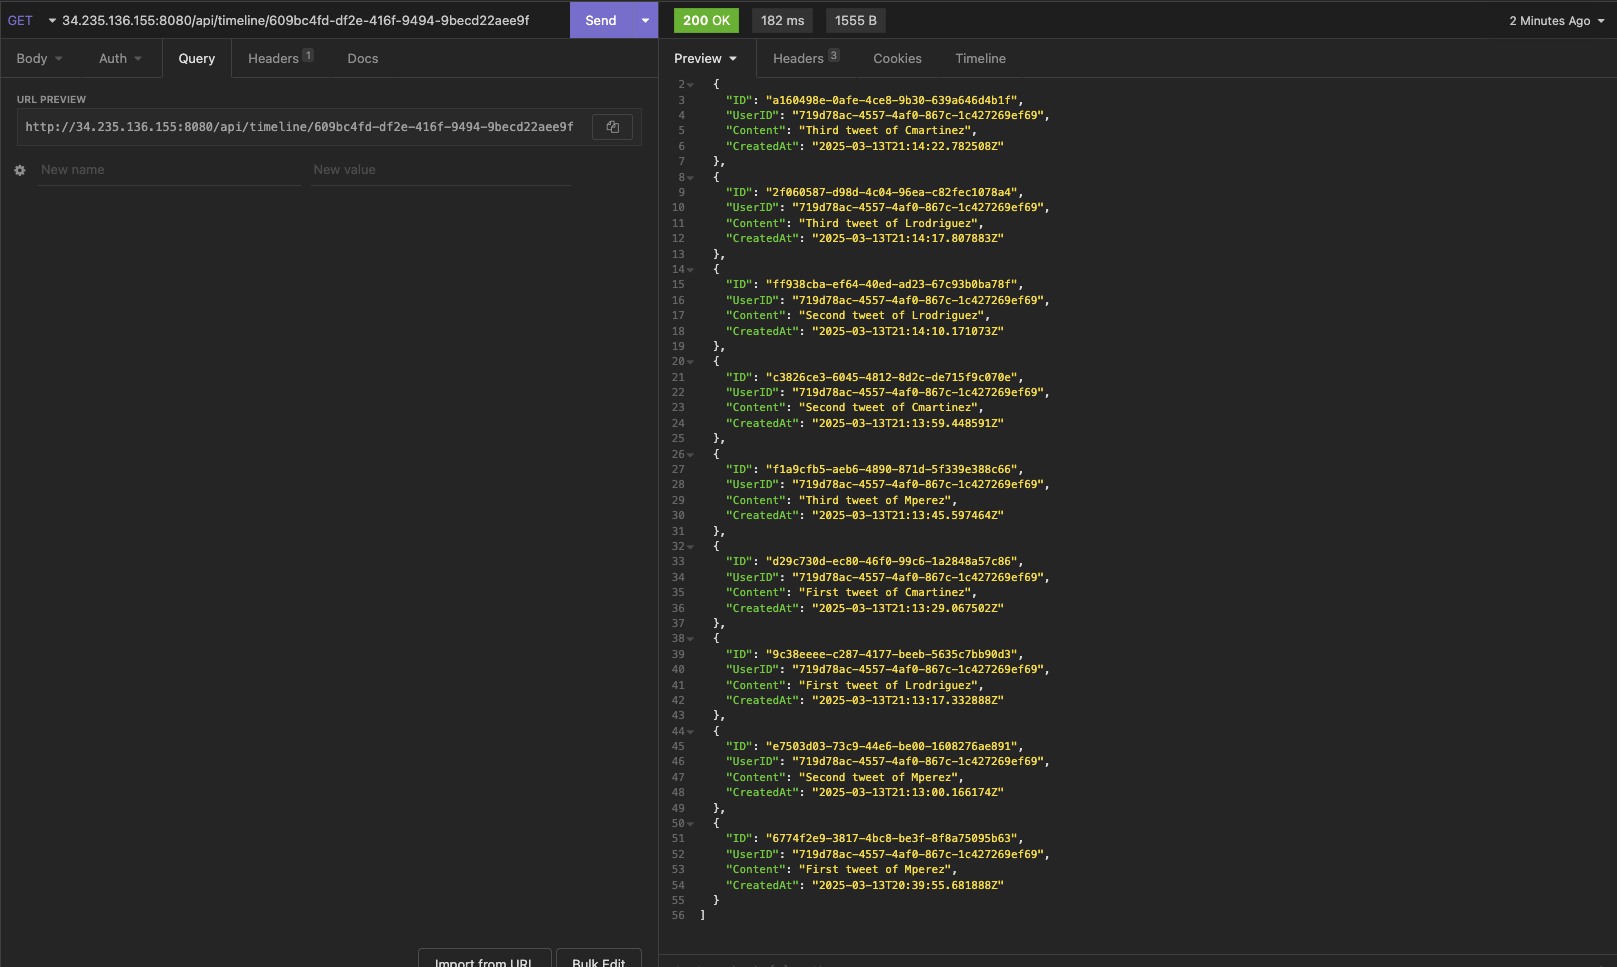 GET 34.235.136.155:8080/api/timeline/609bc4fd-df2e-416f-9494-9becd22aee9f Send
Body Auth Query Headers 1 Docs
URL PREVIEW
http://34.235.136.155:8080/api/timeline/609bc4fd-df2e-416f-9494-9becd22aee9f
New name New value
Import from URL Bulk Edit
200 OK 182 ms 1555 B 2 Minutes Ago
Preview Headers 3 Cookies Timeline
2 {
3 "ID": "a160498e-0afe-4ce8-9b30-639a646d4b1f",
4 "UserID": "719d78ac-4557-4af0-867c-1c427269ef69",
5 "Content": "Third tweet of Cmartinez",
6 "CreatedAt": "2025-03-13T21:14:22.782508Z"
7 },
8 {
9 "ID": "2f060587-d98d-4c04-96ea-c82fec1078a4",
10 "UserID": "719d78ac-4557-4af0-867c-1c427269ef69",
11 "Content": "Third tweet of Lrodriguez",
12 "CreatedAt": "2025-03-13T21:14:17.807883Z"
13 },
14 {
15 "ID": "ff938cba-ef64-40ed-ad23-67c93b0ba78f",
16 "UserID": "719d78ac-4557-4af0-867c-1c427269ef69",
17 "Content": "Second tweet of Lrodriguez",
18 "CreatedAt": "2025-03-13T21:14:10.171073Z"
19 },
20 {
21 "ID": "c3826ce3-6045-4812-8d2c-de715f9c070e",
22 "UserID": "719d78ac-4557-4af0-867c-1c427269ef69",
23 "Content": "Second tweet of Cmartinez",
24 "CreatedAt": "2025-03-13T21:13:59.448591Z"
25 },
26 {
27 "ID": "f1a9cfb5-aeb6-4890-871d-5f339e388c66",
28 "UserID": "719d78ac-4557-4af0-867c-1c427269ef69",
29 "Content": "Third tweet of Mperez",
30 "CreatedAt": "2025-03-13T21:13:45.597464Z"
31 },
32 {
33 "ID": "d29c730d-ec80-46f0-99c6-1a2848a57c86",
34 "UserID": "719d78ac-4557-4af0-867c-1c427269ef69",
35 "Content": "First tweet of Cmartinez",
36 "CreatedAt": "2025-03-13T21:13:29.067502Z"
37 },
38 {
39 "ID": "9c38eeee-c287-4177-beeb-5635c7bb90d3",
40 "UserID": "719d78ac-4557-4af0-867c-1c427269ef69",
41 "Content": "First tweet of Lrodriguez",
42 "CreatedAt": "2025-03-13T21:13:17.332888Z"
43 },
44 {
45 "ID": "e7503d03-73c9-44e6-be00-1608276ae891",
46 "UserID": "719d78ac-4557-4af0-867c-1c427269ef69",
47 "Content": "Second tweet of Mperez",
48 "CreatedAt": "2025-03-13T21:13:00.166174Z"
49 },
50 {
51 "ID": "6774f2e9-3817-4bc8-be3f-8f8a75095b63",
52 "UserID": "719d78ac-4557-4af0-867c-1c427269ef69",
53 "Content": "First tweet of Mperez",
54 "CreatedAt": "2025-03-13T20:39:55.681888Z"
55 }
56 ]